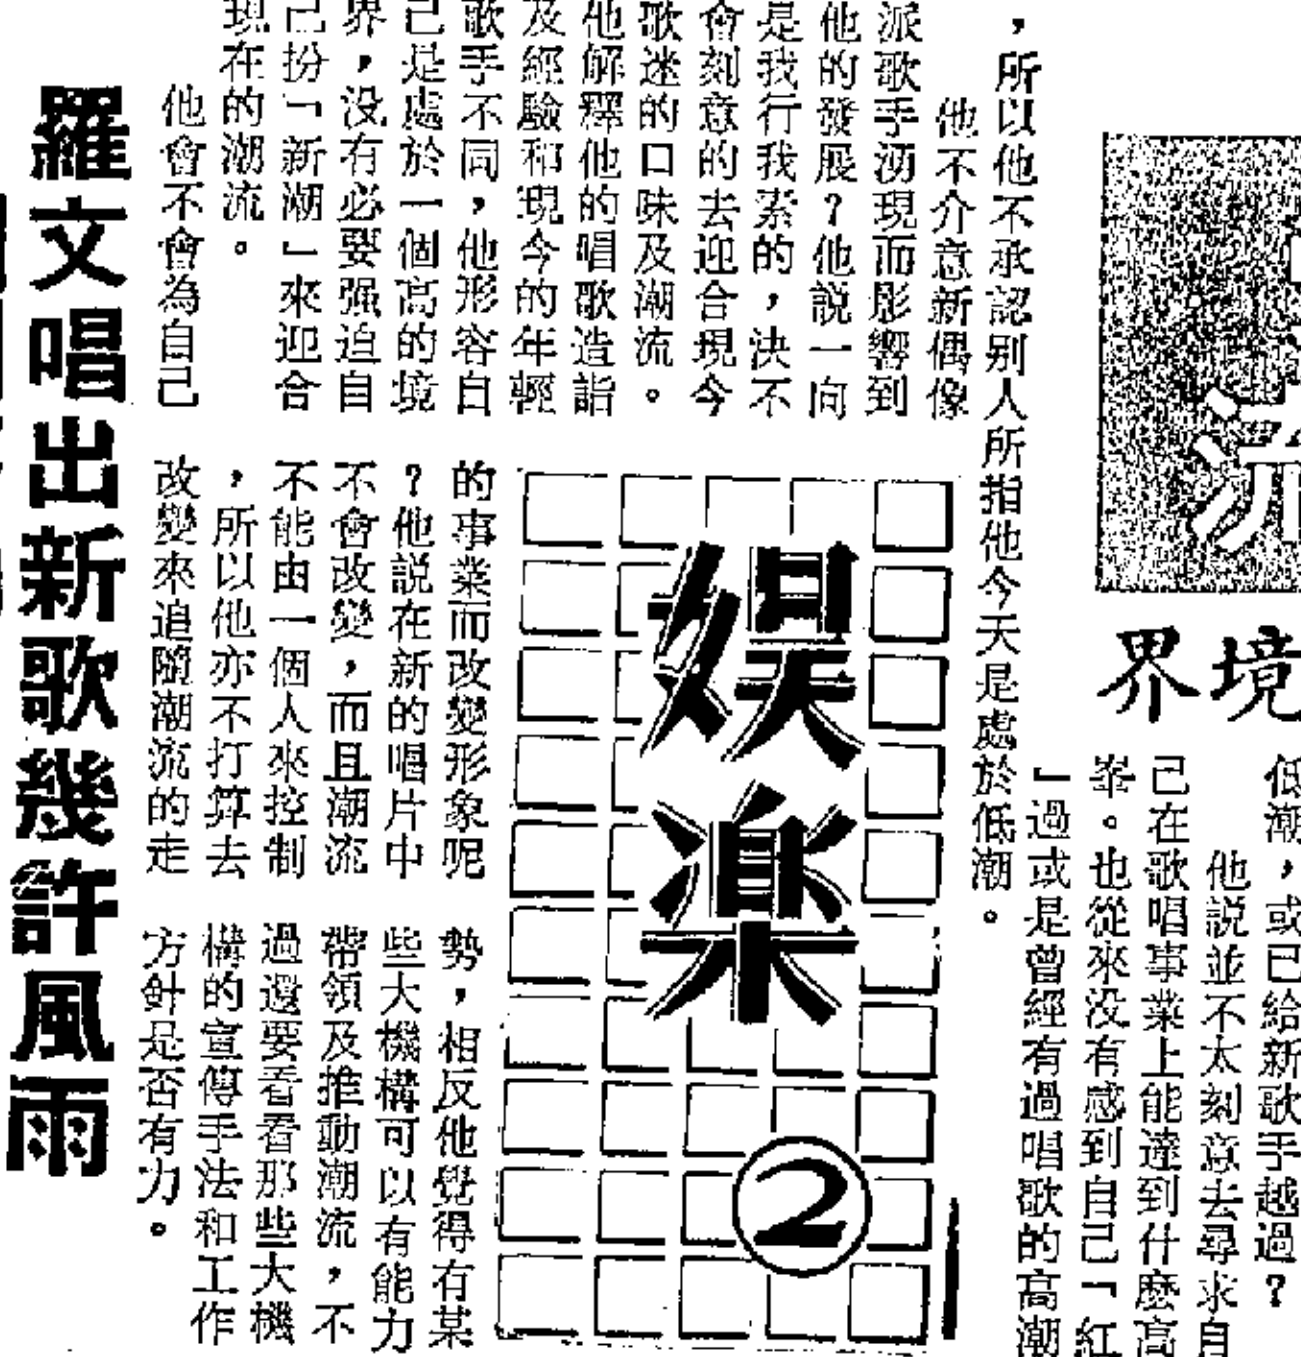 境界
低潮，或已給新歌手越過？
他説並不太刻意去尋求自
己在歌唱事業上能達到什麽高
峯。也從來没有感到自己「紅
」過或是曾經有過唱歌的高潮
，所以他不承認别人所指他今天是處於低潮。
他不介意新偶像
派歌手湧現而影響到
他的發展？他説一向
是我行我素的，決不
會刻意的去迎合現今
歌迷的口味及潮流。
他解釋他的唱歌造詣
及經驗和現今的年輕
歌手不同，他形容自
己是處於一個高的境
界，没有必要强迫自
己扮「新潮」來迎合
現在的潮流。
他會不會為自己
的事業而改變形象呢
？他説在新的唱片中
不會改變，而且潮流
不能由一個人來控制
，所以他亦不打算去
改變來追隨潮流的走
勢，相反他覺得有某
些大機構可以有能力
帶領及推動潮流，不
過還要看看那些大機
構的宣傳手法和工作
方針是否有力。
娱楽
2
羅文唱出新歌幾許風雨